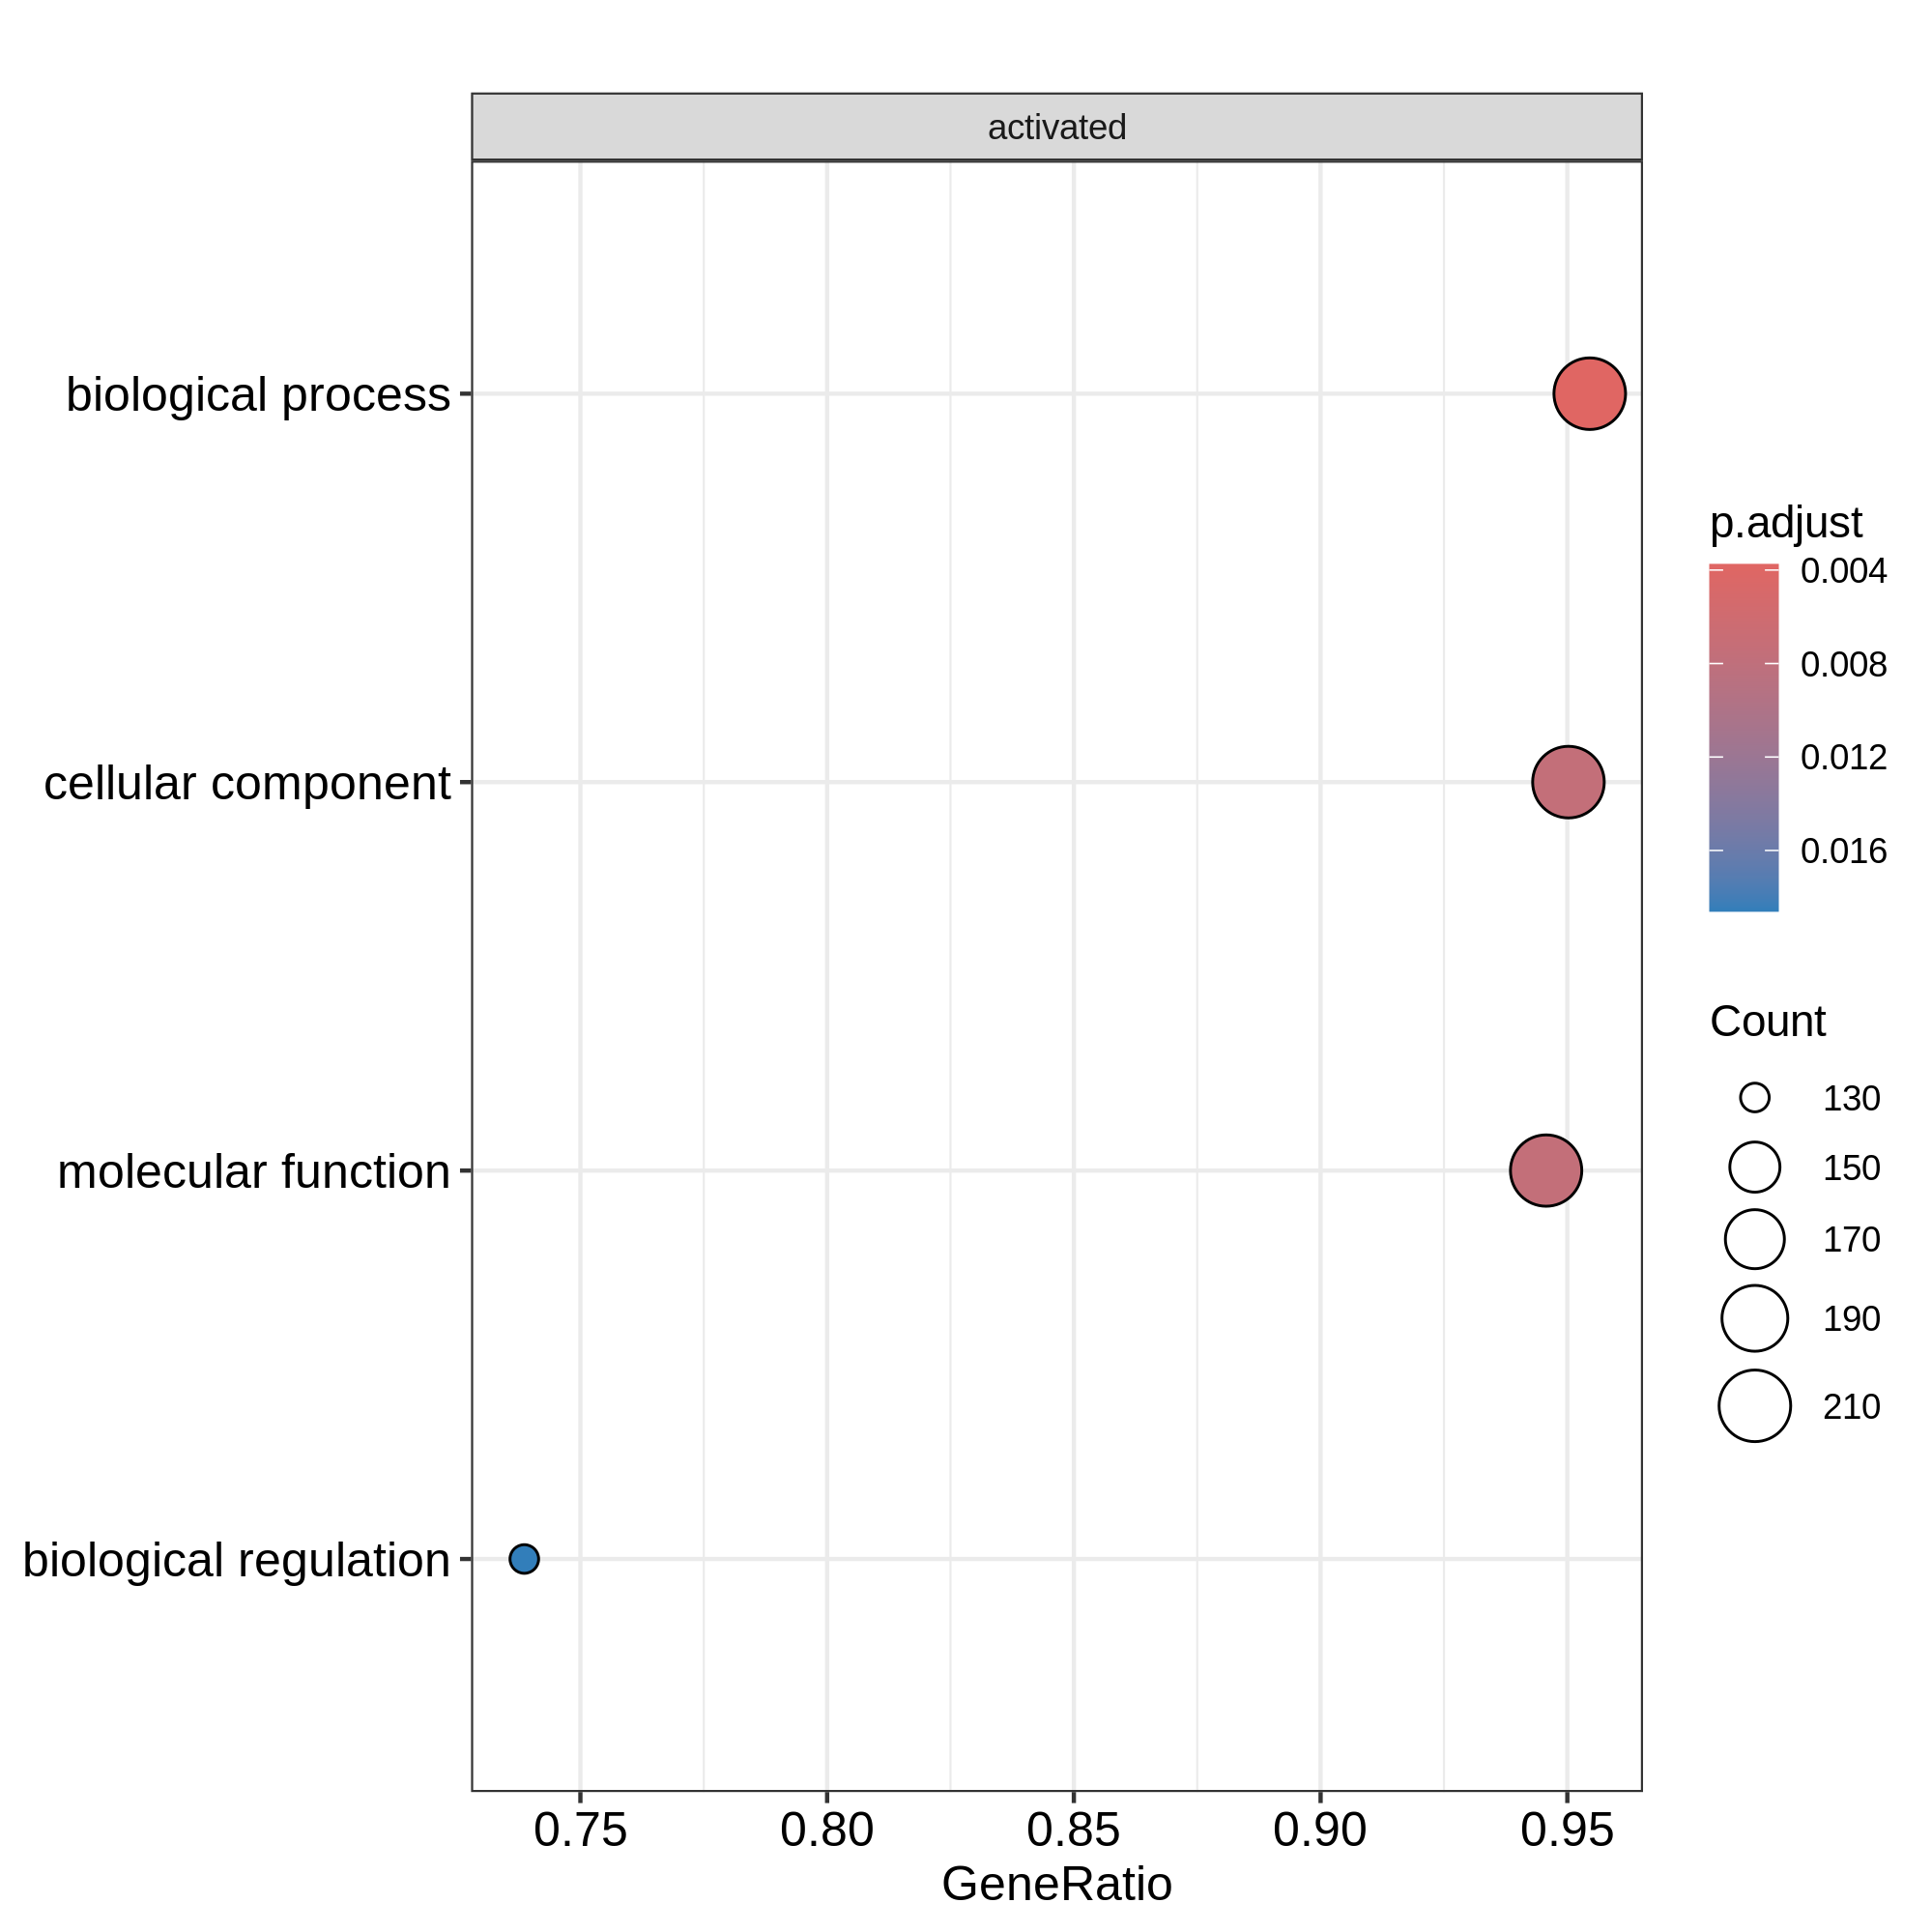 activated
biological process
cellular component
molecular function
biological regulation
0.75 0.80 0.85 0.90 0.95
GeneRatio
p.adjust
0.004
0.008
0.012
0.016
Count
130
150
170
190
210